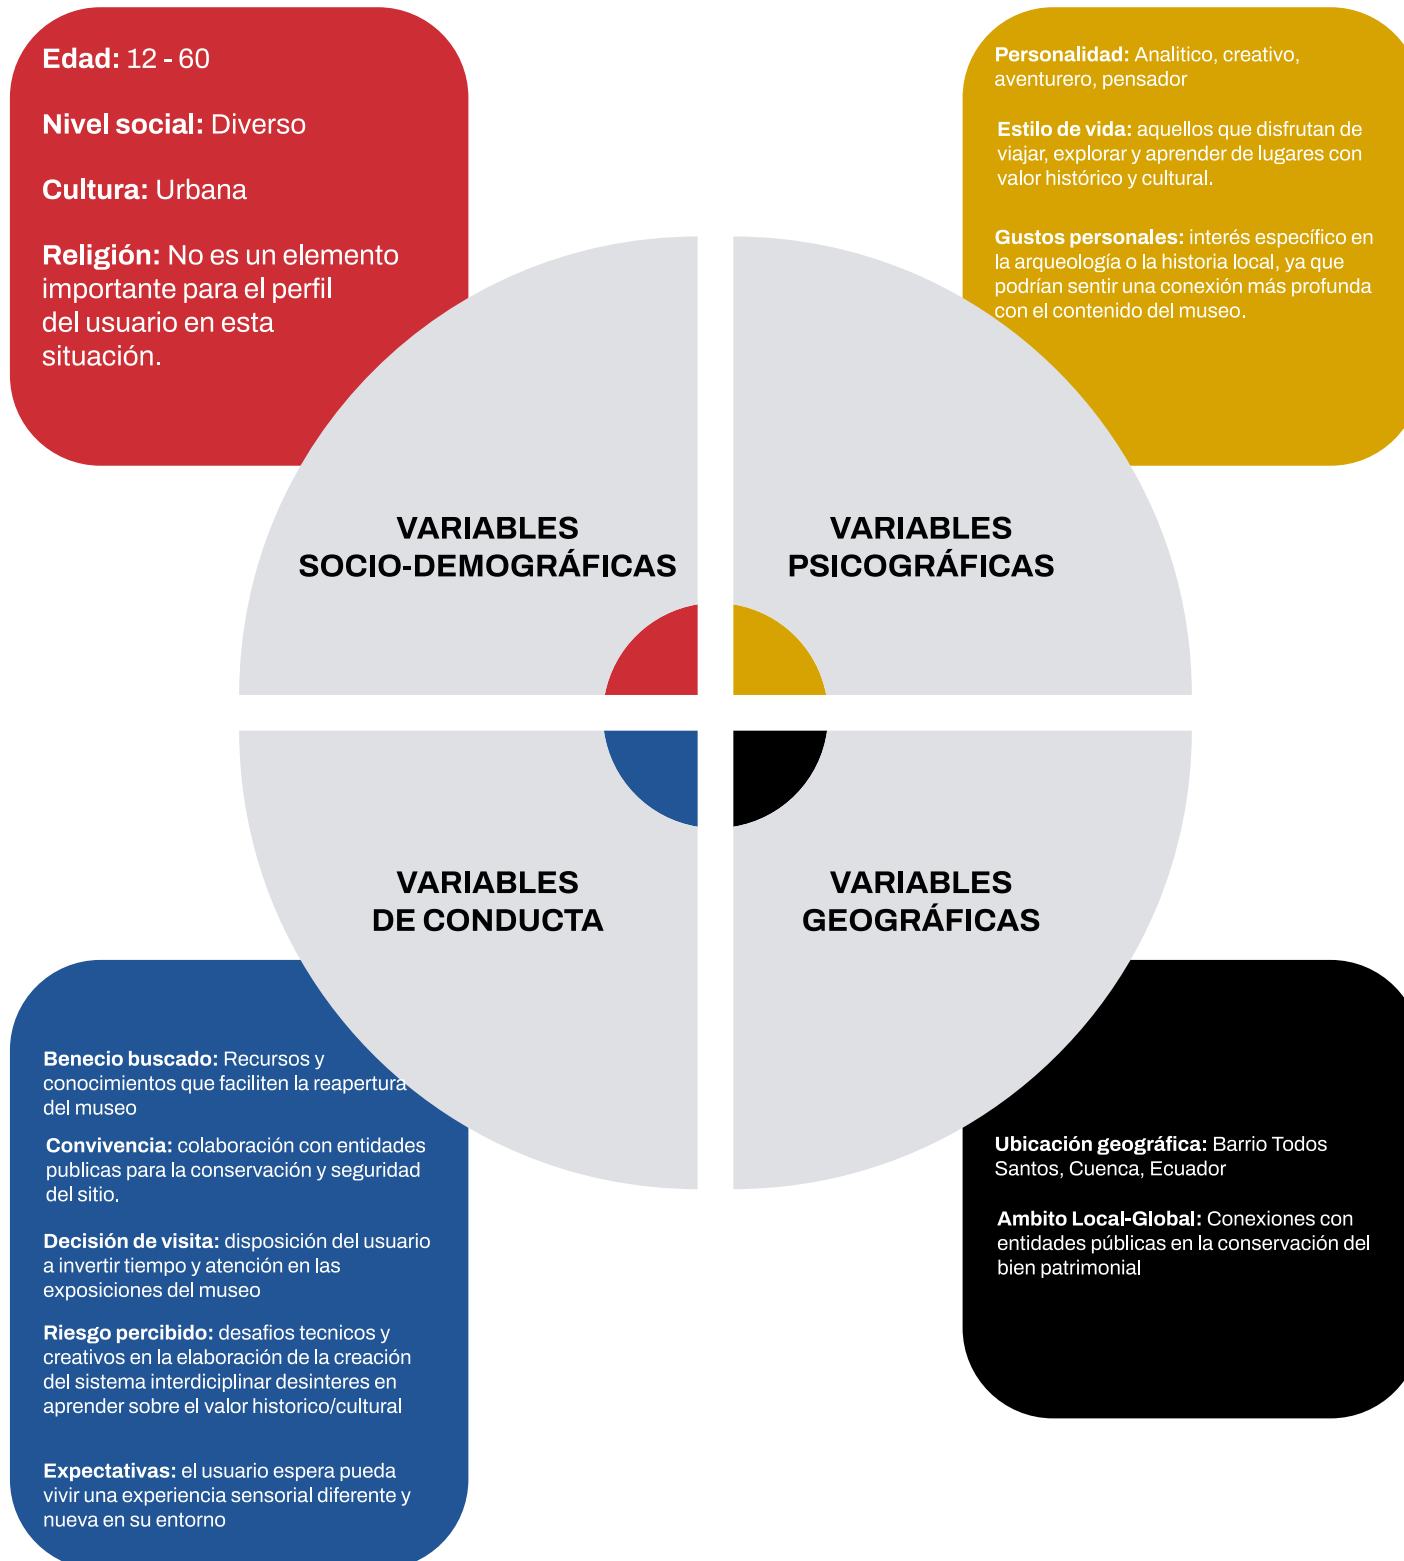 Edad: 12 - 60
Nivel social: Diverso
Cultura: Urbana
Religión: No es un elemento
importante para el perfil
del usuario en esta
situación.
Personalidad: Analitico, creativo,
aventurero, pensador
Estilo de vida: aquellos que disfrutan de
viajar, explorar y aprender de lugares con
valor histórico y cultural.
Gustos personales: interés específico en
la arqueología o la historia local, ya que
podrían sentir una conexión más profunda
con el contenido del museo.
VARIABLES
SOCIO-DEMOGRÁFICAS
VARIABLES
PSICOGRÁFICAS
VARIABLES
DE CONDUCTA
VARIABLES
GEOGRÁFICAS
Benecio buscado: Recursos y
conocimientos que faciliten la reapertura
del museo
Convivencia: colaboración con entidades
publicas para la conservación y seguridad
del sitio.
Decisión de visita: disposición del usuario
a invertir tiempo y atención en las
exposiciones del museo
Riesgo percibido: desafios tecnicos y
creativos en la elaboración de la creación
del sistema interdiciplinar desinteres en
aprender sobre el valor historico/cultural
Expectativas: el usuario espera pueda
vivir una experiencia sensorial diferente y
nueva en su entorno
Ubicación geográfica: Barrio Todos
Santos, Cuenca, Ecuador
Ambito Local-Global: Conexiones con
entidades públicas en la conservación del
bien patrimonial